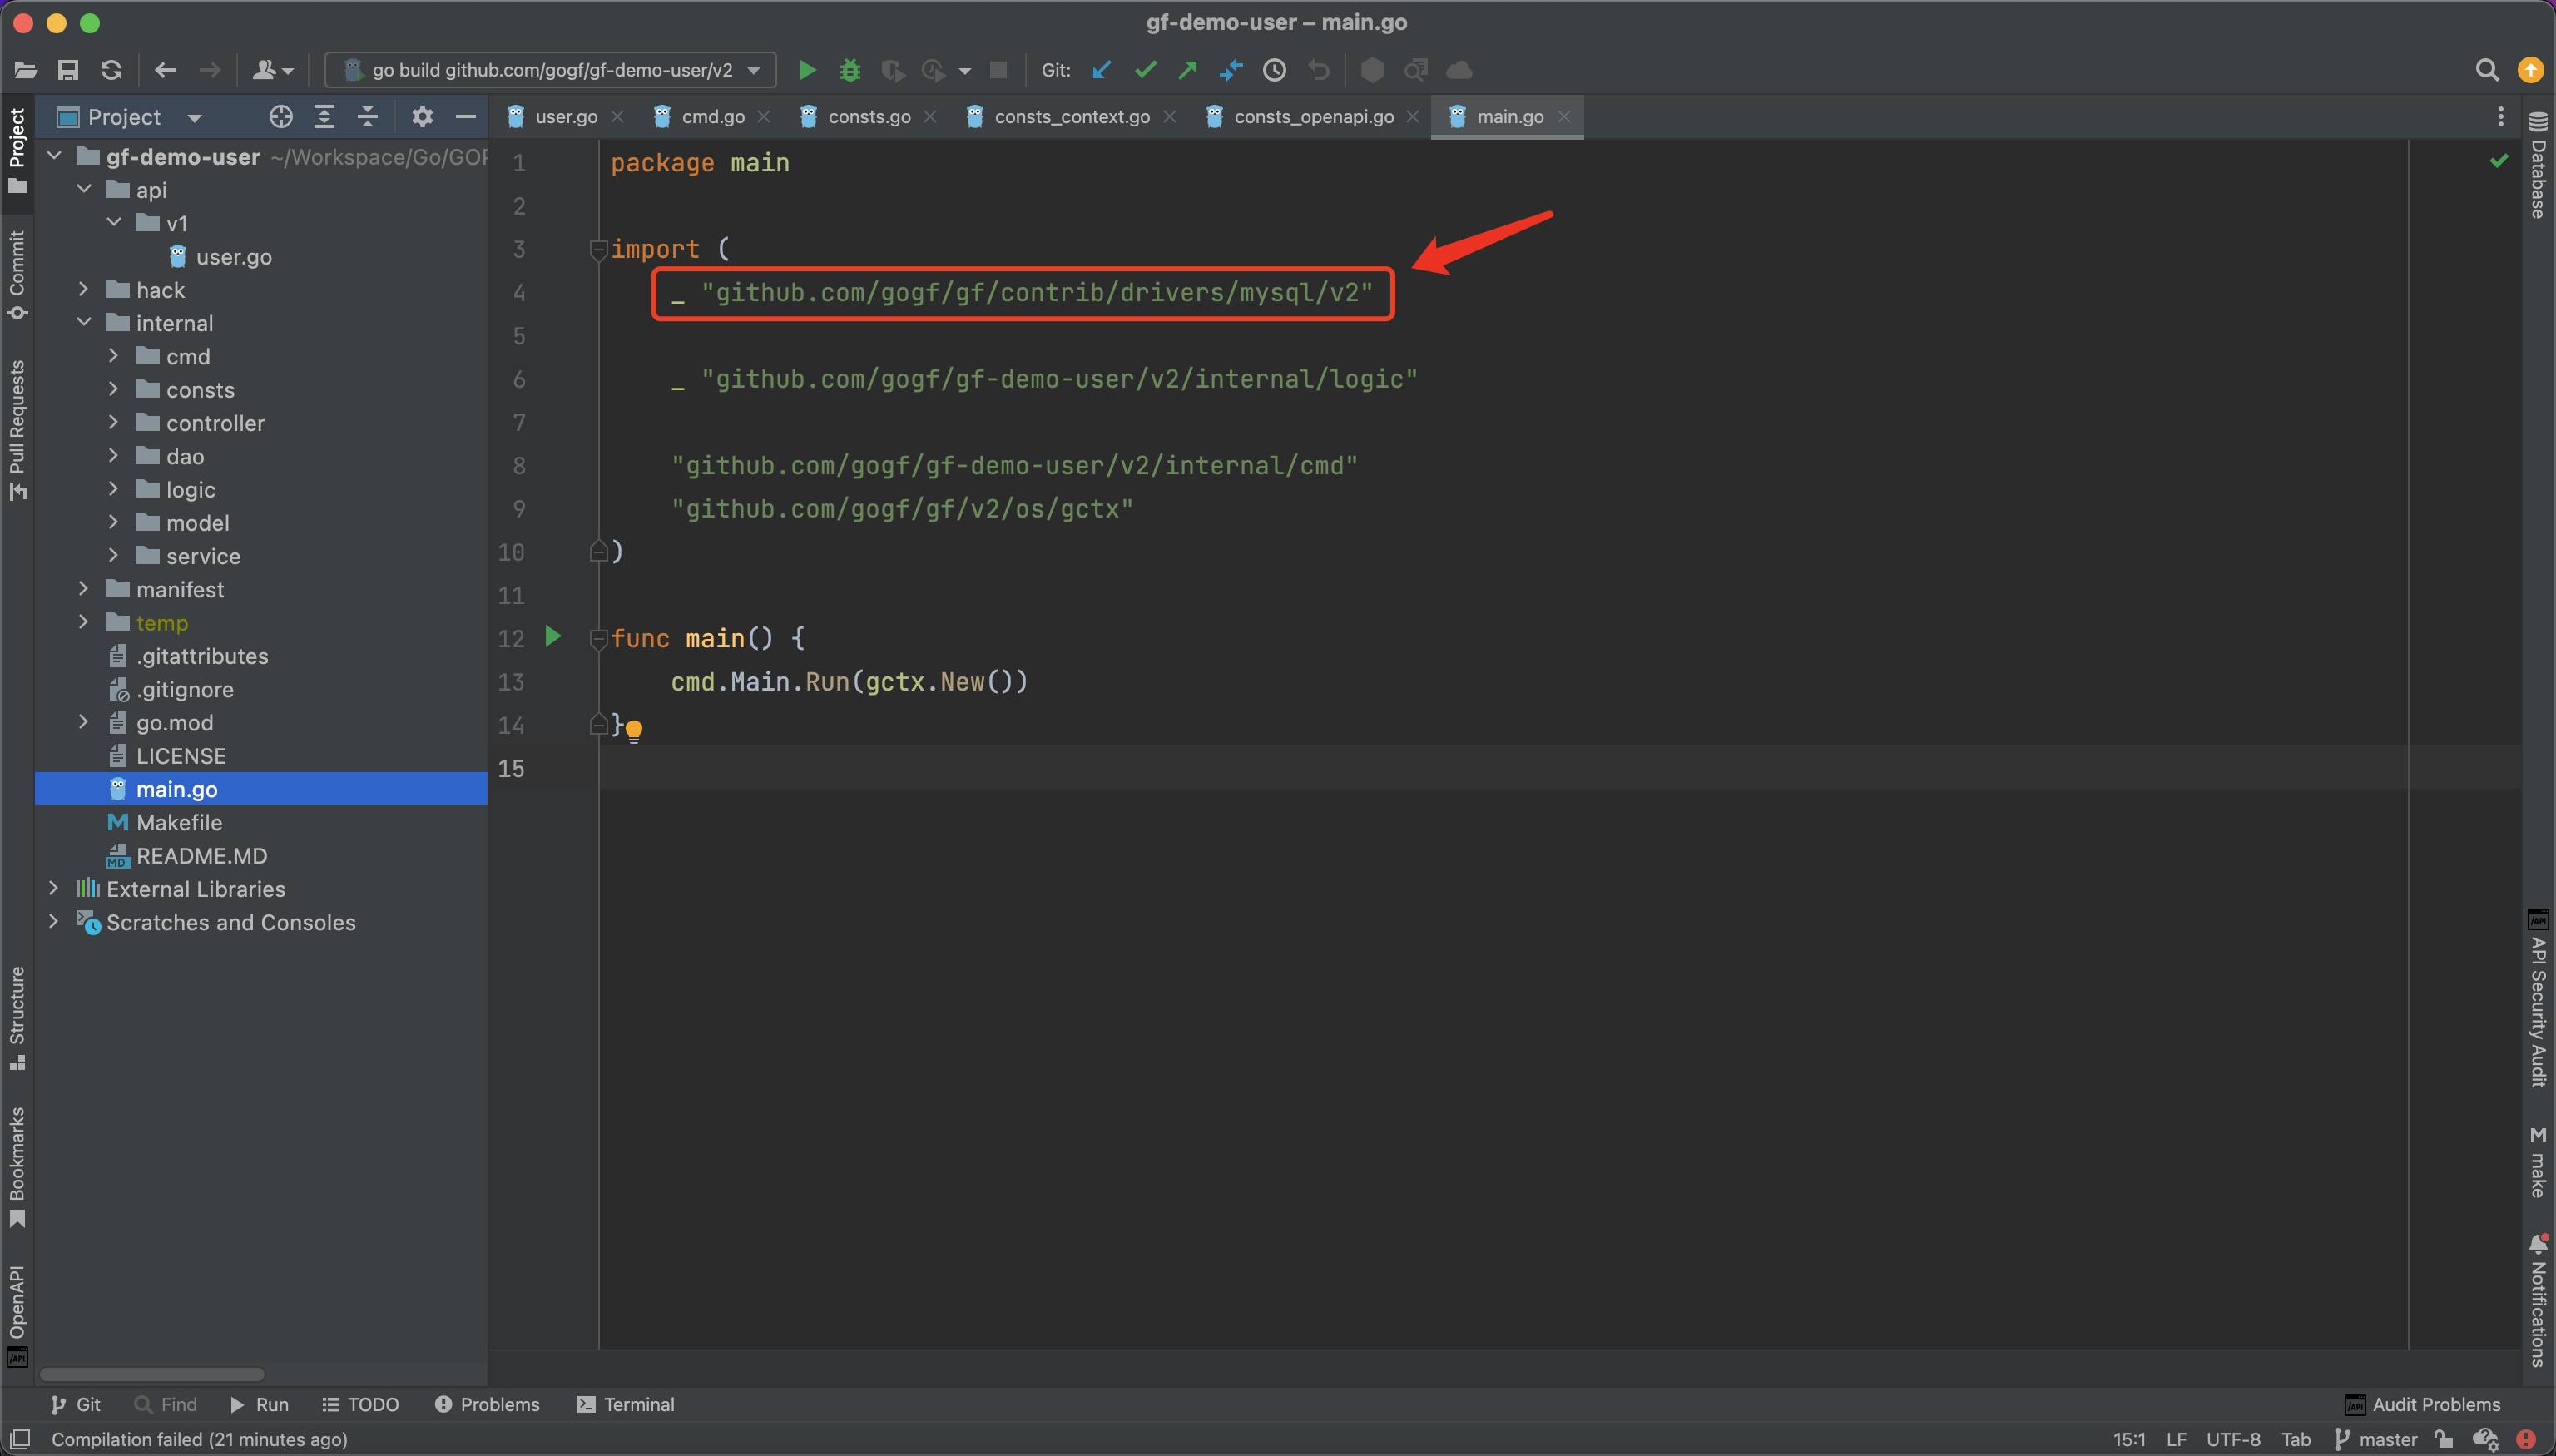 gf-demo-user – main.go
go build github.com/gogf/gf-demo-user/v2
Git:
Project
user.go
cmd.go
consts.go
consts_context.go
consts_openapi.go
main.go
Project
Commit
Pull Requests
Structure
Bookmarks
OpenAPI
gf-demo-user ~/Workspace/Go/GOP
api
v1
user.go
hack
internal
cmd
consts
controller
dao
logic
model
service
manifest
temp
.gitattributes
.gitignore
go.mod
LICENSE
main.go
Makefile
README.MD
External Libraries
Scratches and Consoles
1 package main
2
3 import (
4 _ "github.com/gogf/gf/contrib/drivers/mysql/v2"
5
6 _ "github.com/gogf/gf-demo-user/v2/internal/logic"
7
8 "github.com/gogf/gf-demo-user/v2/internal/cmd"
9 "github.com/gogf/gf/v2/os/gctx"
10 )
11
12 func main() {
13 cmd.Main.Run(gctx.New())
14 }
15
Database
API Security Audit
make
Notifications
Git
Find
Run
TODO
Problems
Terminal
Audit Problems
Compilation failed (21 minutes ago)
15:1 LF UTF-8 Tab master